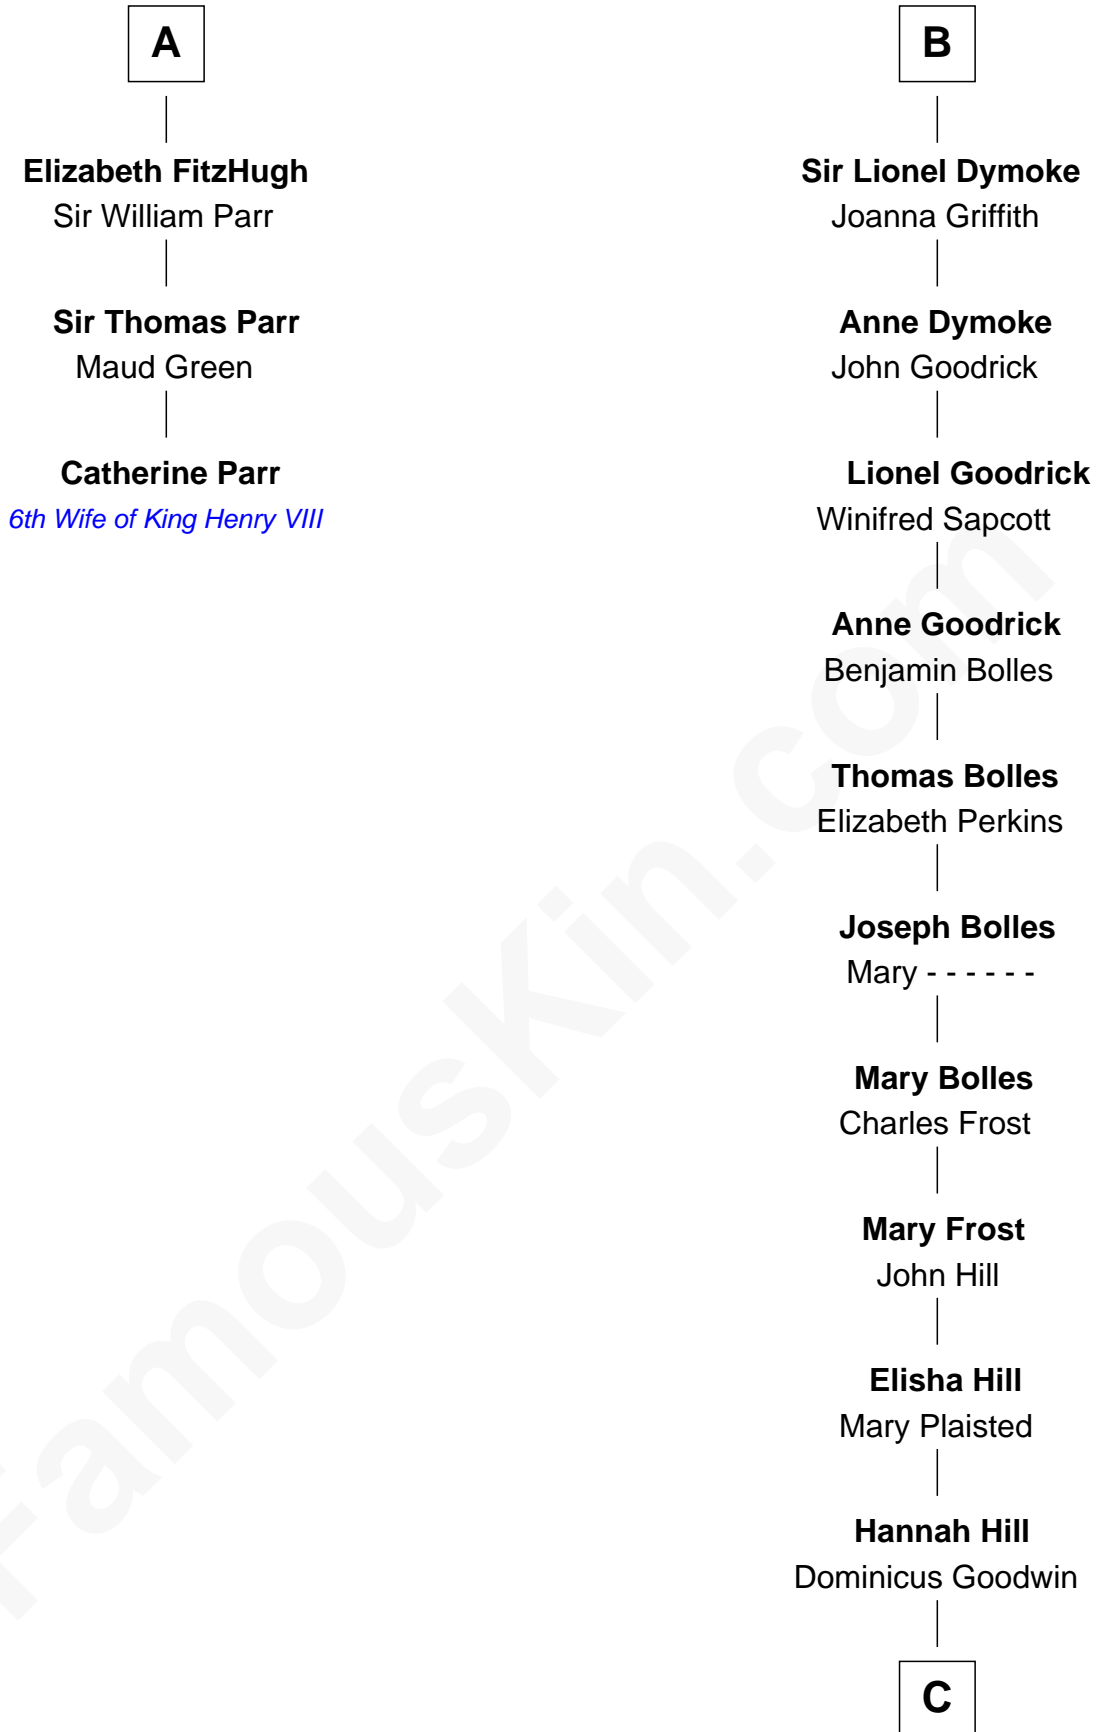 A
Elizabeth FitzHugh
Sir William Parr
Sir Thomas Parr
Maud Green
Catherine Parr
6th Wife of King Henry VIII
B
Sir Lionel Dymoke
Joanna Griffith
Anne Dymoke
John Goodrick
Lionel Goodrick
Winifred Sapcott
Anne Goodrick
Benjamin Bolles
Thomas Bolles
Elizabeth Perkins
Joseph Bolles
Mary - - - - - -
Mary Bolles
Charles Frost
Mary Frost
John Hill
Elisha Hill
Mary Plaisted
Hannah Hill
Dominicus Goodwin
C
FamousKin.com